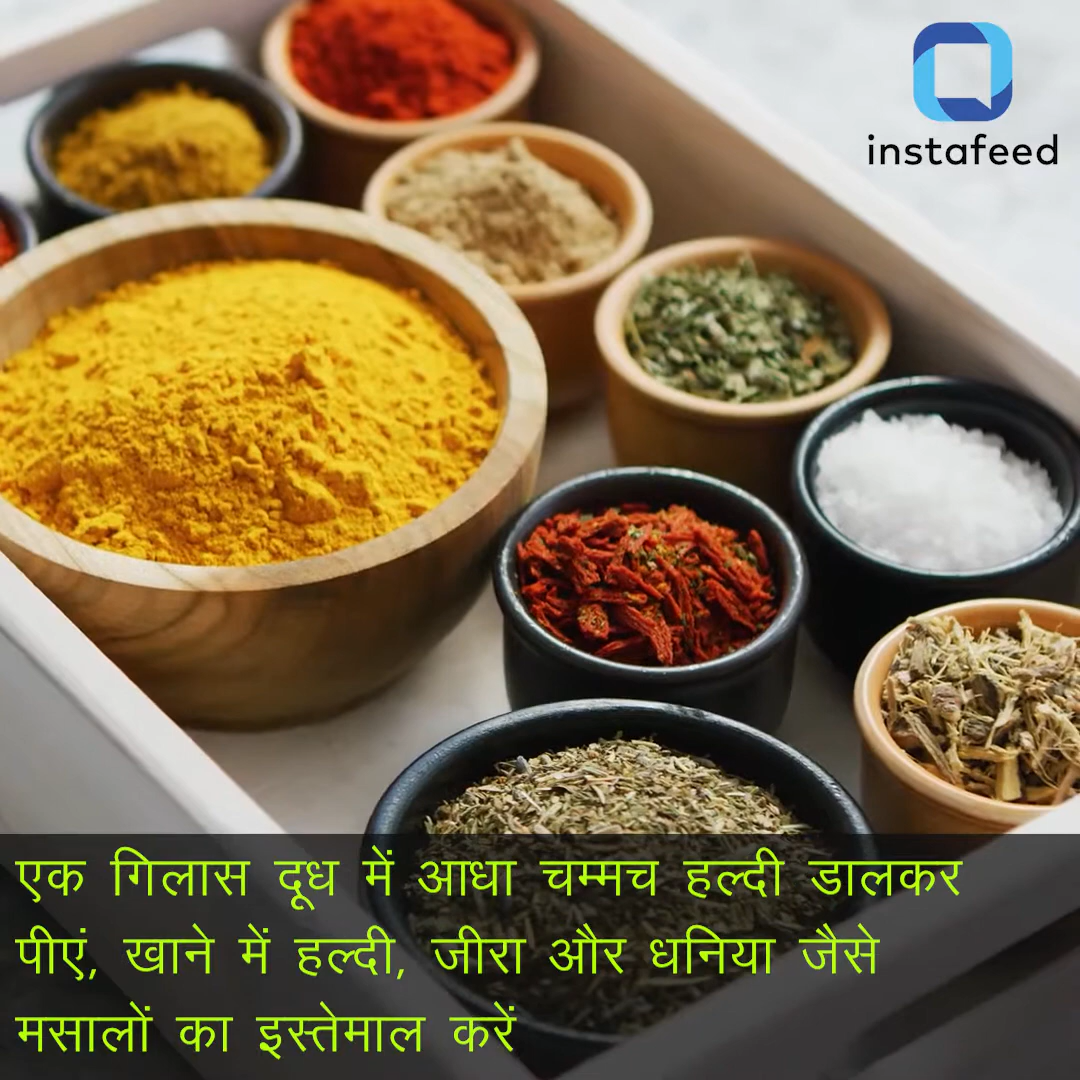 instafeed
एक गिलास दूध में आधा चम्मच हल्दी डालकर
पीएं, खाने में हल्दी, जीरा और धनिया जैसे
मसालों का इस्तेमाल करें